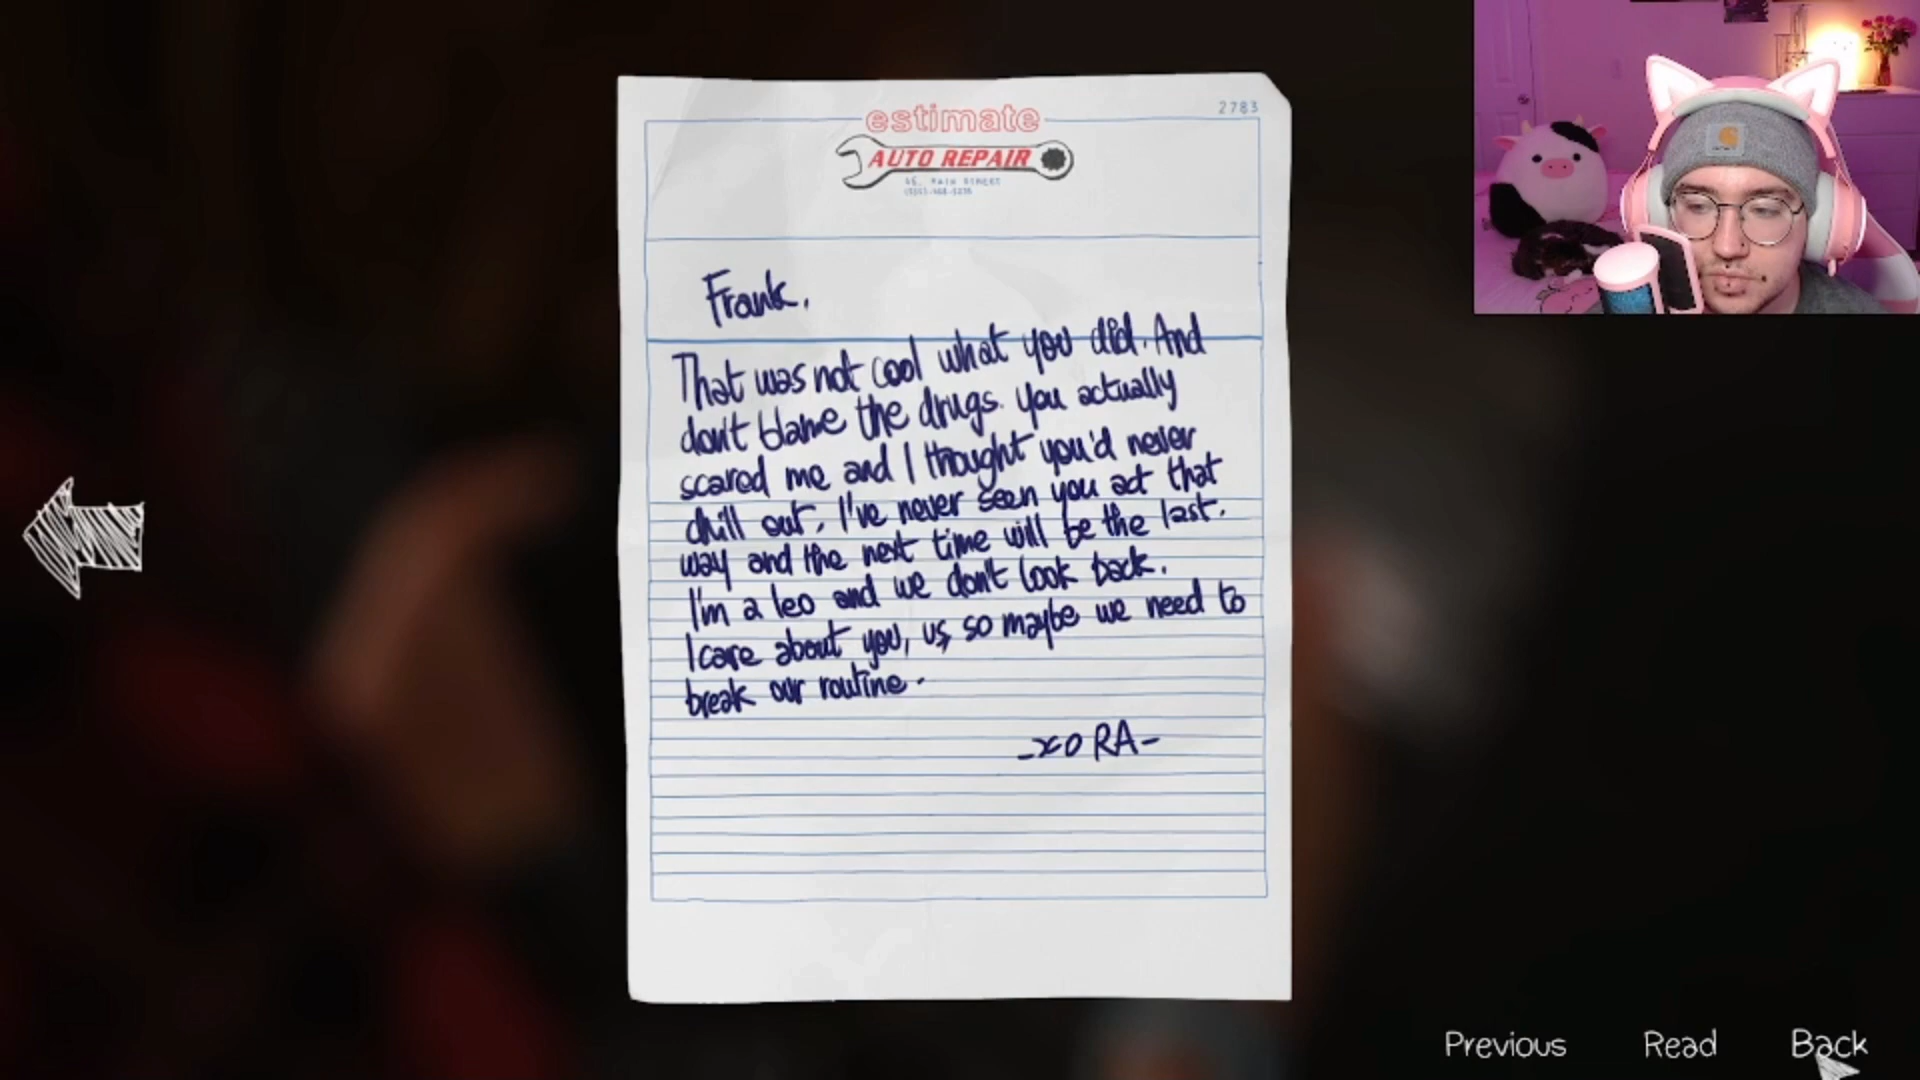 2783
estimate
AUTO REPAIR
Frank,
That was not cool what you did. And
don't blame the drugs. You actually
scared me and I thought you'd never
chill out. I've never seen you act that
way and the next time will be the last.
I'm a leo and we don't look back.
I care about you, us, so maybe we need to
break our routine.
-xo RA-
Previous
Read
Back